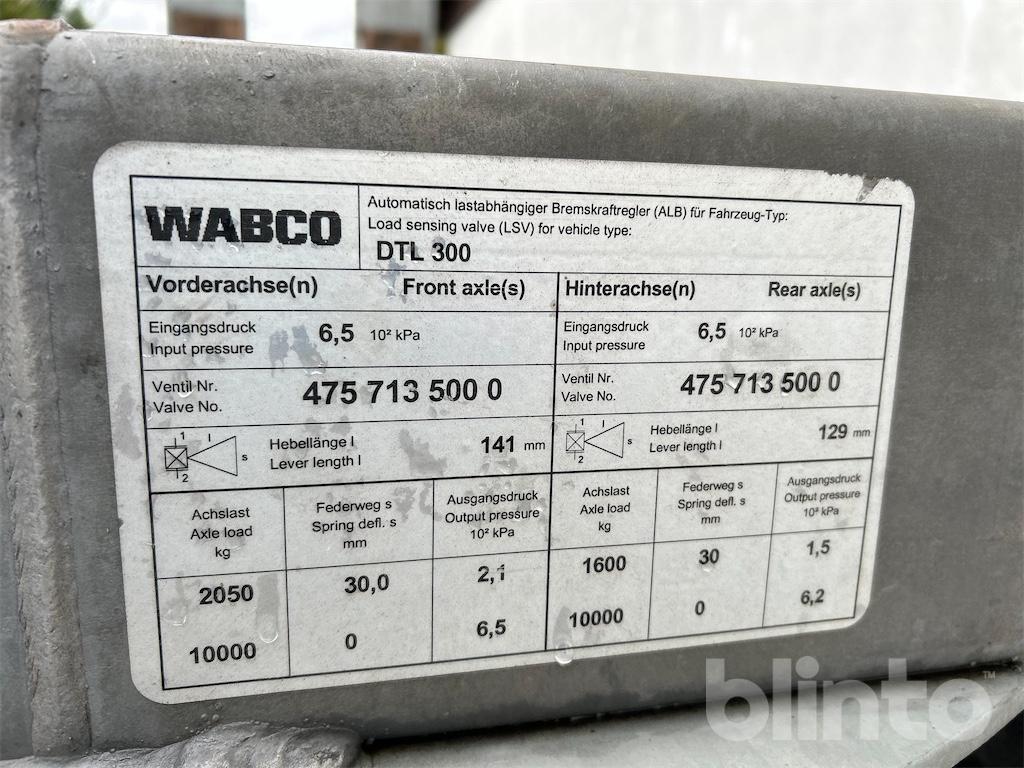 WABCO
Automatisch lastabhängiger Bremskraftregler (ALB) für Fahrzeug-Typ:
Load sensing valve (LSV) for vehicle type:
DTL 300
Vorderachse(n) Front axle(s)
Hinterachse(n) Rear axle(s)
Eingangsdruck
Input pressure
6,5 10² kPa
Eingangsdruck
Input pressure
6,5 10² kPa
Ventil Nr.
Valve No.
475 713 500 0
Ventil Nr.
Valve No.
475 713 500 0
1
l
s
2
Hebellänge l
Lever length l
141 mm
1
l
s
2
Hebellänge l
Lever length l
129 mm
Achslast
Axle load
kg
Federweg s
Spring defl. s
mm
Ausgangsdruck
Output pressure
10² kPa
Achslast
Axle load
kg
Federweg s
Spring defl. s
mm
Ausgangsdruck
Output pressure
10² kPa
2050 30,0 2,1 1600 30 1,5
10000 0 6,5 10000 0 6,2
blinto™